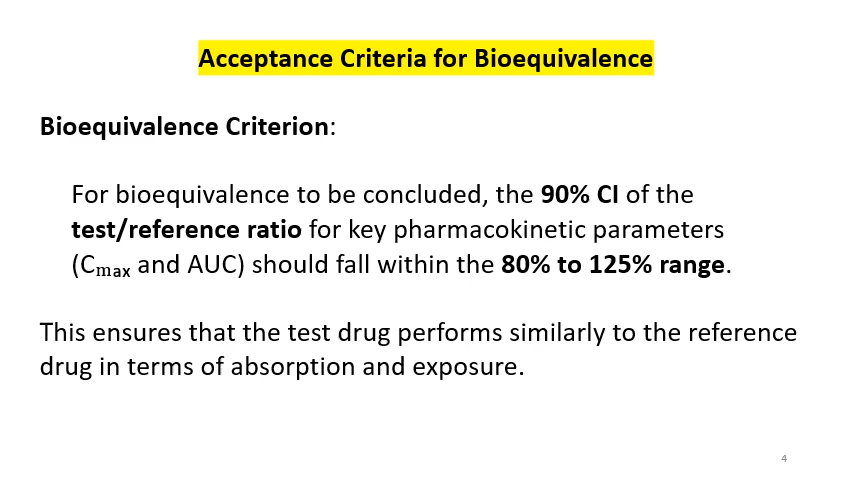 Acceptance Criteria for Bioequivalence
Bioequivalence Criterion:
For bioequivalence to be concluded, the 90% CI of the
test/reference ratio for key pharmacokinetic parameters
(Cₘₐₓ and AUC) should fall within the 80% to 125% range.
This ensures that the test drug performs similarly to the reference
drug in terms of absorption and exposure.
4